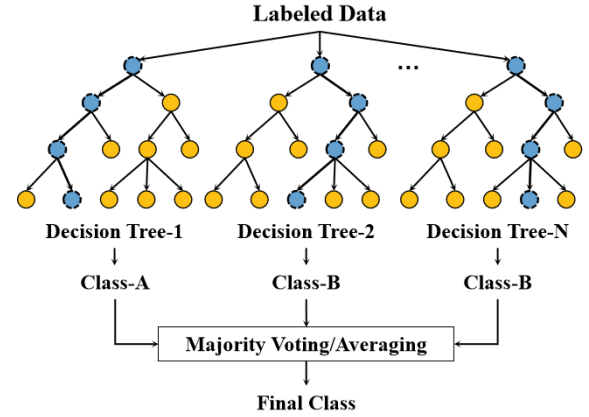 Labeled Data
...
Decision Tree-1 Decision Tree-2 Decision Tree-N
Class-A Class-B Class-B
Majority Voting/Averaging
Final Class